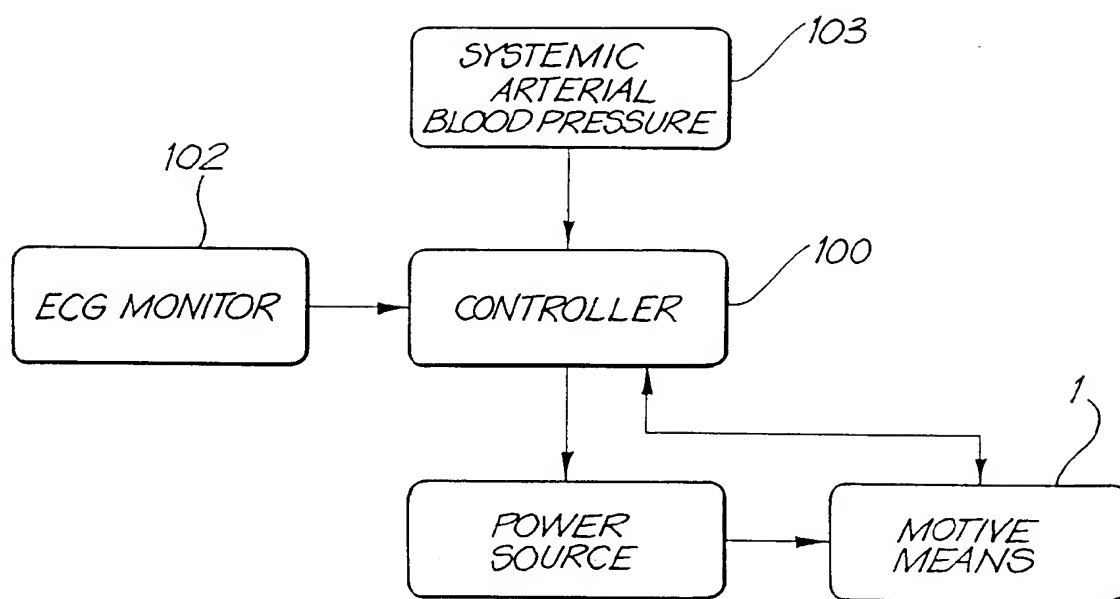 103
SYSTEMIC
ARTERIAL
BLOOD PRESSURE
102
100
ECG MONITOR
CONTROLLER
1
POWER
SOURCE
MOTIVE
MEANS